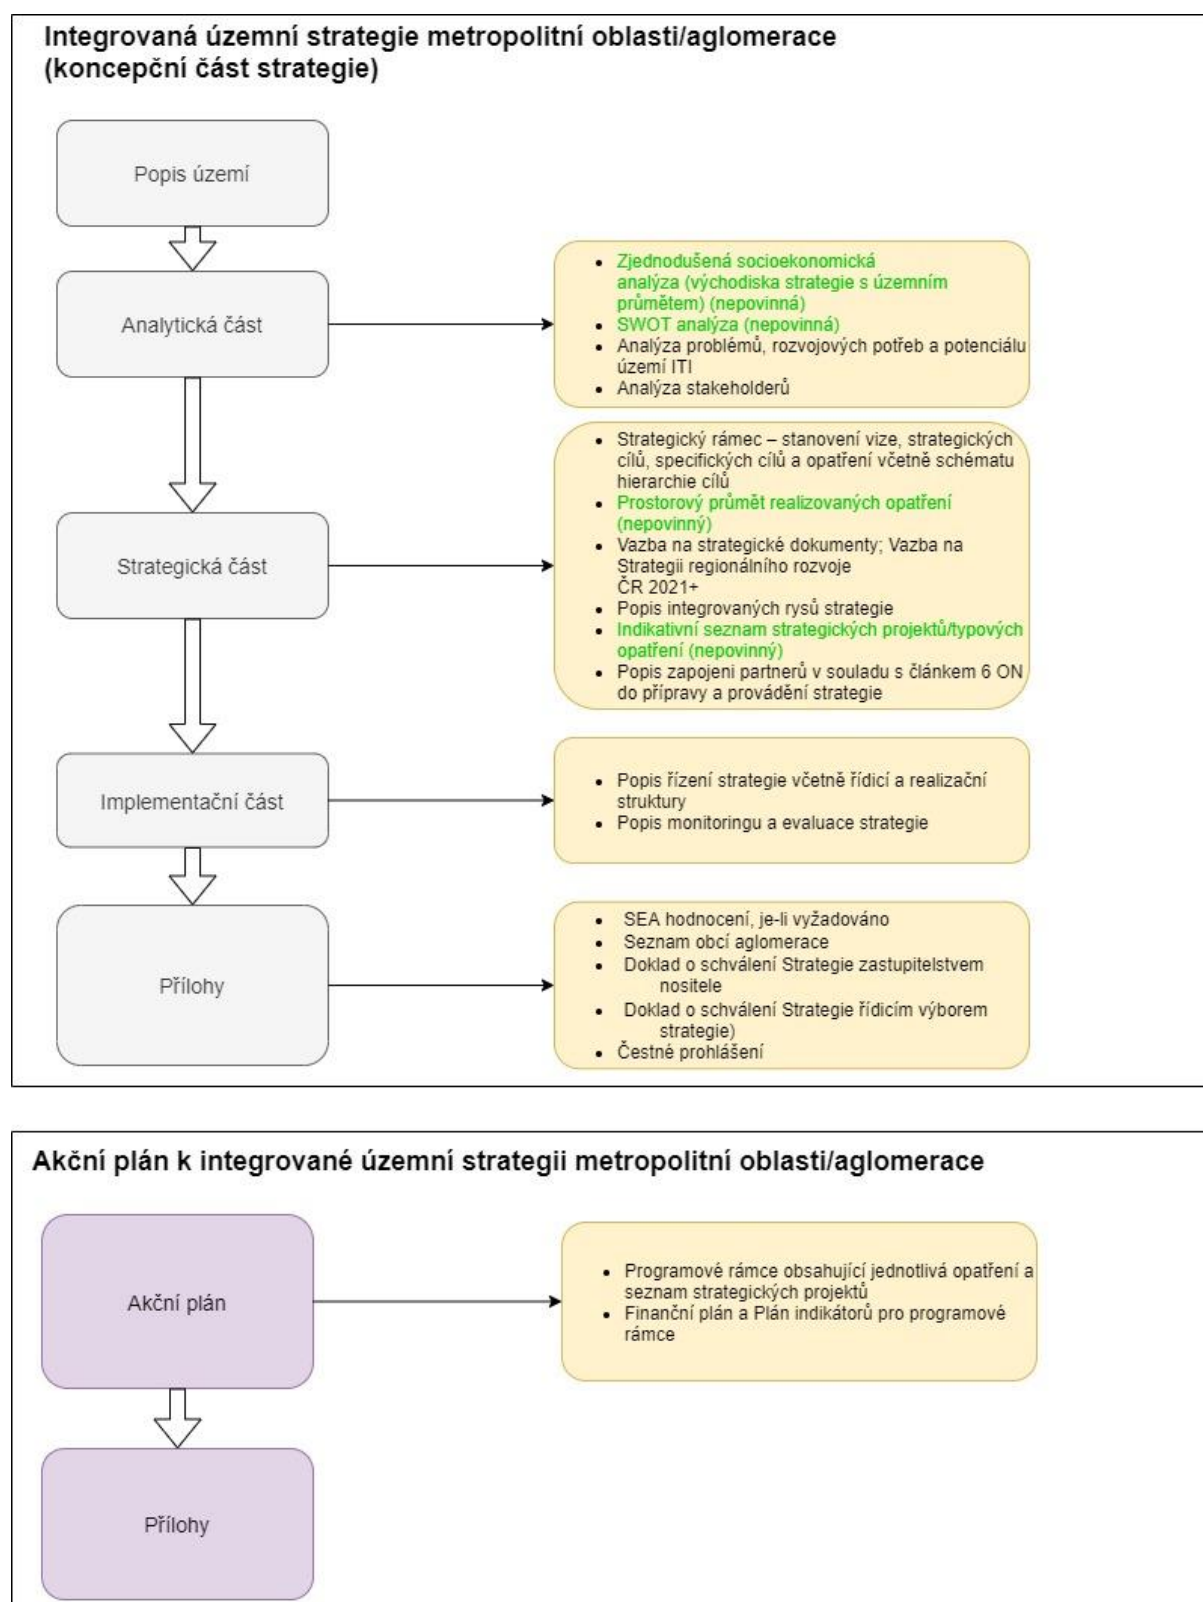 Integrovaná územní strategie metropolitní oblasti/aglomerace
(koncepční část strategie)
Popis území
Analytická část
• Zjednodušená socioekonomická
analýza (východiska strategie s územním
průmětem) (nepovinná)
• SWOT analýza (nepovinná)
• Analýza problémů, rozvojových potřeb a potenciálu
území ITI
• Analýza stakeholderů
Strategická část
• Strategický rámec – stanovení vize, strategických
cílů, specifických cílů a opatření včetně schématu
hierarchie cílů
• Prostorový průmět realizovaných opatření
(nepovinný)
• Vazba na strategické dokumenty; Vazba na
Strategii regionálního rozvoje
ČR 2021+
• Popis integrovaných rysů strategie
• Indikativní seznam strategických projektů/typových
opatření (nepovinný)
• Popis zapojeni partnerů v souladu s článkem 6 ON
do přípravy a provádění strategie
Implementační část
• Popis řízení strategie včetně řídicí a realizační
struktury
• Popis monitoringu a evaluace strategie
Přílohy
• SEA hodnocení, je-li vyžadováno
• Seznam obcí aglomerace
• Doklad o schválení Strategie zastupitelstvem
nositele
• Doklad o schválení Strategie řídicím výborem
strategie)
• Čestné prohlášení
Akční plán k integrované územní strategii metropolitní oblasti/aglomerace
Akční plán
• Programové rámce obsahující jednotlivá opatření a
seznam strategických projektů
• Finanční plán a Plán indikátorů pro programové
rámce
Přílohy